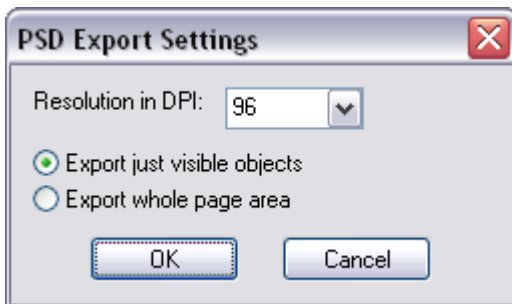 PSD Export Settings
Resolution in DPI: 96
Export just visible objects
Export whole page area
OK Cancel